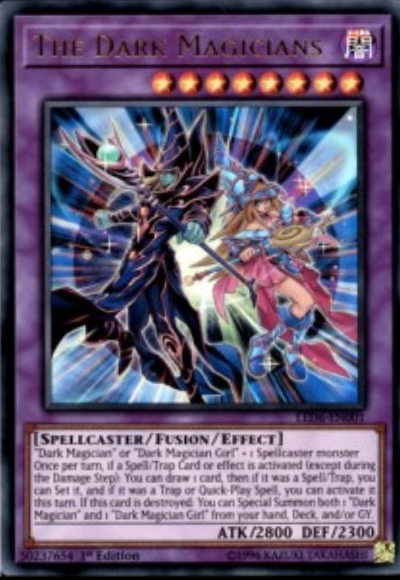 The Dark Magicians
LED6-EN001
[Spellcaster/Fusion/Effect]
"Dark Magician" or "Dark Magician Girl" + 1 Spellcaster monster
Once per turn, if a Spell/Trap Card or effect is activated (except during
the Damage Step): You can draw 1 card, then if it was a Spell/Trap, you
can Set it, and if it was a Trap or Quick-Play Spell, you can activate it
this turn. If this card is destroyed: You can Special Summon both 1 "Dark
Magician" and 1 "Dark Magician Girl" from your hand, Deck, and/or GY.
ATK/2800 DEF/2300
50237654 1st Edition ©1996 KAZUKI TAKAHASHI